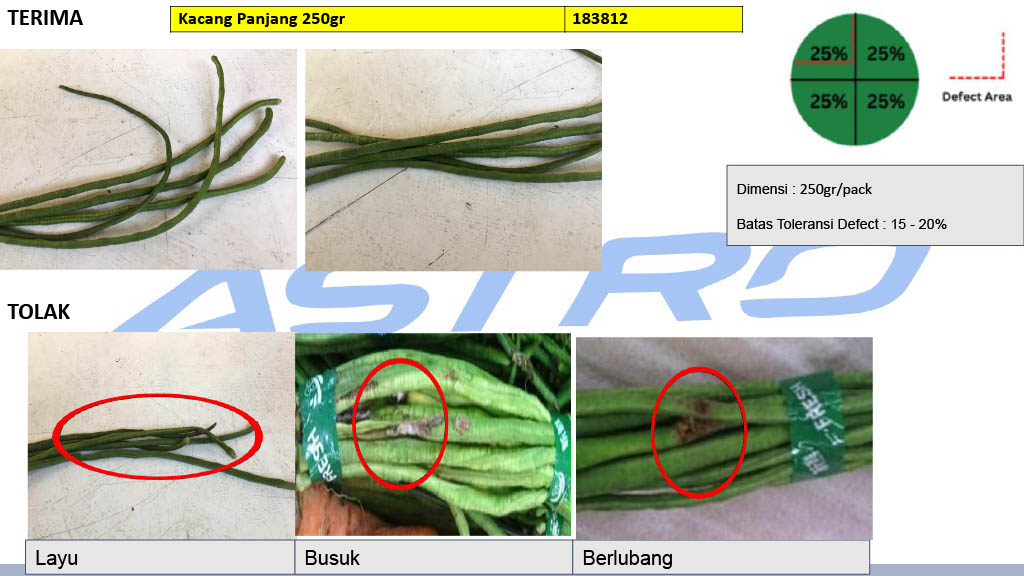 TERIMA
Kacang Panjang 250gr 183812
25% 25%
25% 25%
Defect Area
Dimensi : 250gr/pack
Batas Toleransi Defect : 15 - 20%
ASTRO
TOLAK
FRESH
FRESH
Layu Busuk Berlubang